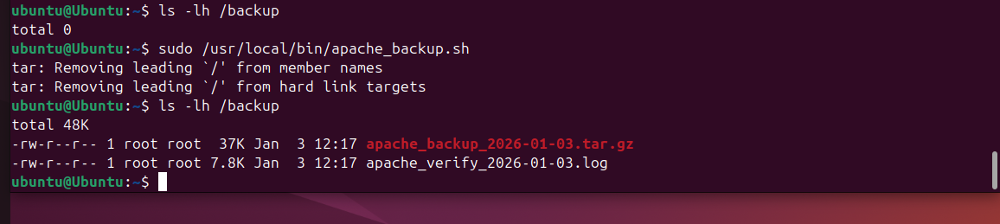 ubuntu@Ubuntu:~$ ls -lh /backup
total 0
ubuntu@Ubuntu:~$ sudo /usr/local/bin/apache_backup.sh
tar: Removing leading `/' from member names
tar: Removing leading `/' from hard link targets
ubuntu@Ubuntu:~$ ls -lh /backup
total 48K
-rw-r--r-- 1 root root  37K Jan  3 12:17 apache_backup_2026-01-03.tar.gz
-rw-r--r-- 1 root root 7.8K Jan  3 12:17 apache_verify_2026-01-03.log
ubuntu@Ubuntu:~$